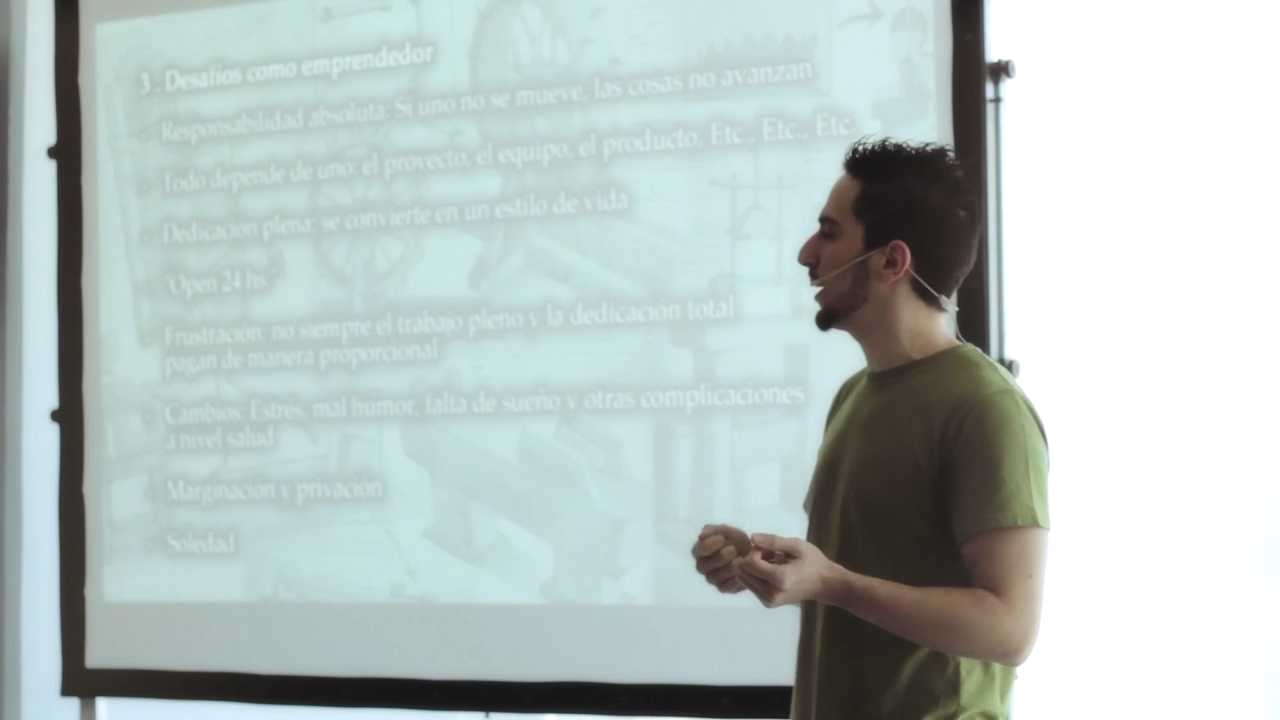 3 . Desafíos como emprendedor
Responsabilidad absoluta: Si uno no se mueve, las cosas no avanzan
Todo depende de uno: el proyecto, el equipo, el producto, Etc., Etc., Etc.
Dedicación plena: se convierte en un estilo de vida
"Open 24 hs."
Frustración: no siempre el trabajo pleno y la dedicación total
pagan de manera proporcional
Cambios: Estres, mal humor, falta de sueño y otras complicaciones
a nivel salud
Marginación y privación
Soledad